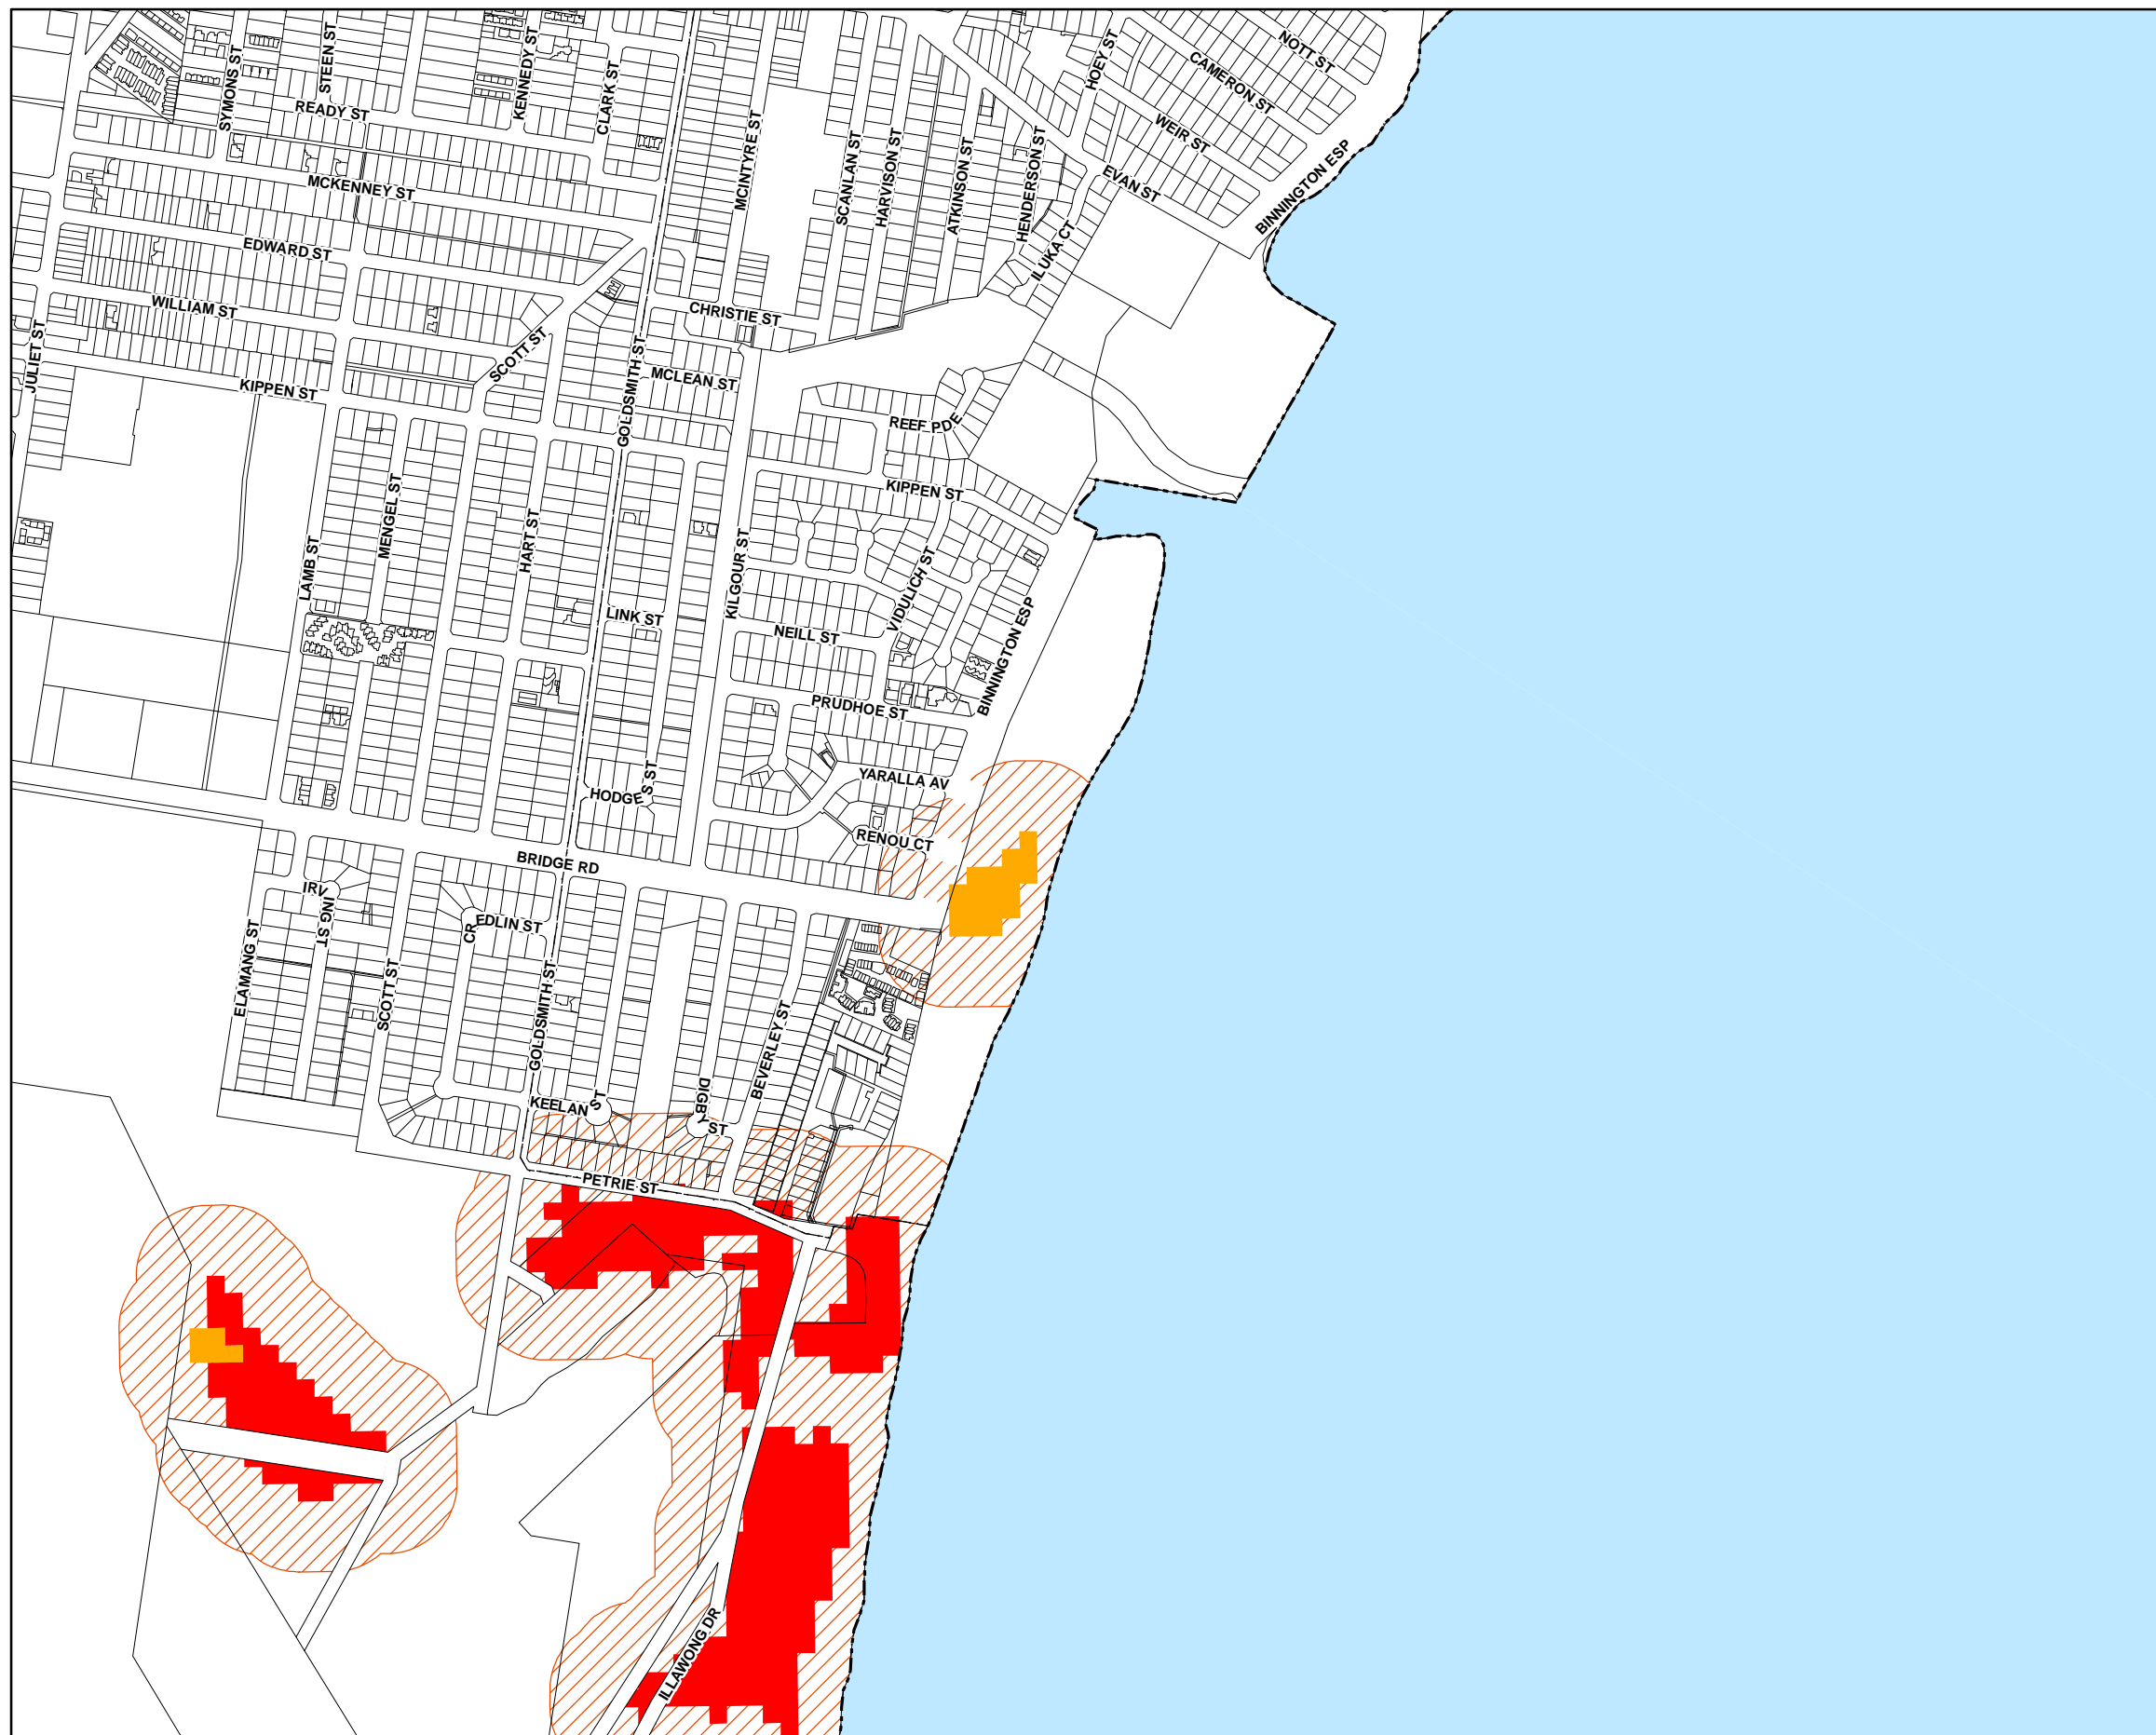 NOTT ST
CAMERON ST
HOEY ST
STEEN ST
KENNEDY ST
SYMONS ST
CLARK ST
READY ST
WEIR ST
MCINTYRE ST
SCANLAN ST
HARVISON ST
ATKINSON ST
HENDERSON ST
EVAN ST
BINNINGTON ESP
MCKENNEY ST
EDWARD ST
ILUKA CT
WILLIAM ST
CHRISTIE ST
JULIET ST
SCOTT ST
GOLDSMITH ST
MCLEAN ST
KIPPEN ST
REEF PDE
KIPPEN ST
MENGEL ST
HART ST
LAMB ST
KILGOUR ST
VIDULICH ST
LINK ST
NEILL ST
BINNINGTON ESP
PRUDHOE ST
YARALLA AV
HODGES ST
RENOU CT
BRIDGE RD
IRVING ST
EDLIN ST
CR
ELAMANG ST
SCOTT ST
GOLDSMITH ST
BEVERLEY ST
KEELAN ST
DIGBY ST
PETRIE ST
ILLAWONG DR